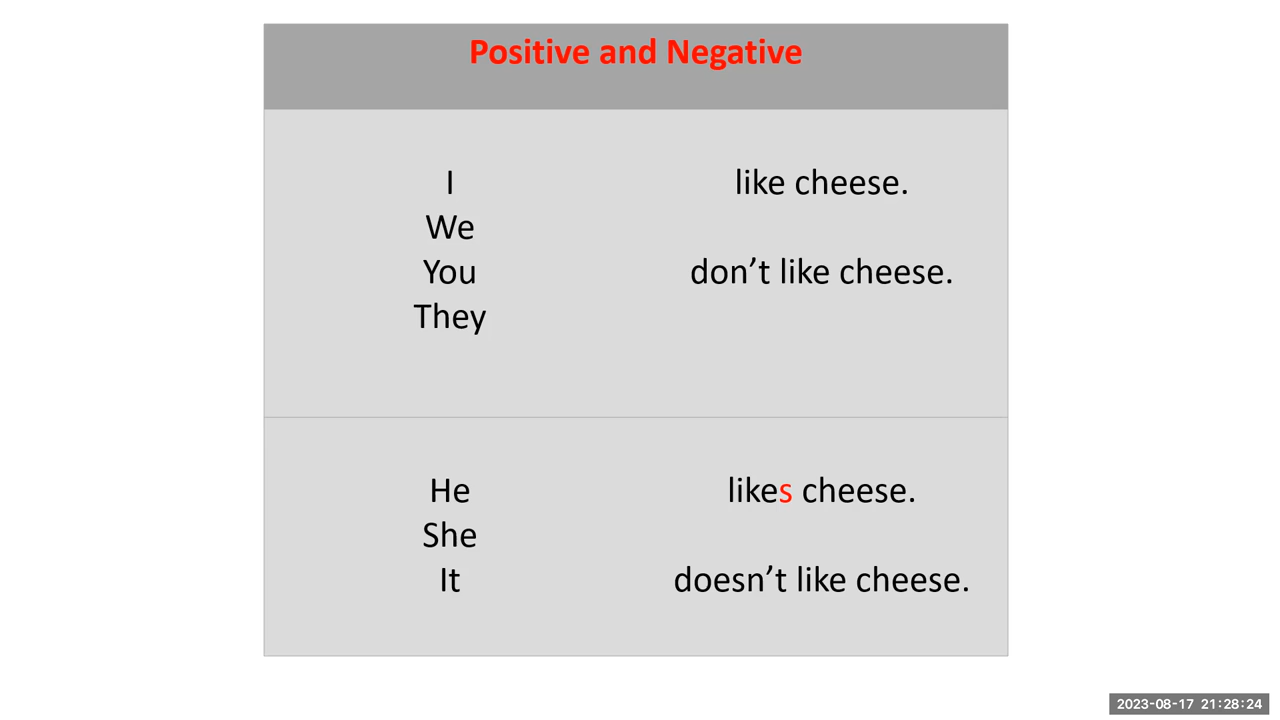 Positive and Negative
I like cheese.
We
You don’t like cheese.
They
He likes cheese.
She
It doesn’t like cheese.
2023-08-17 21:28:24